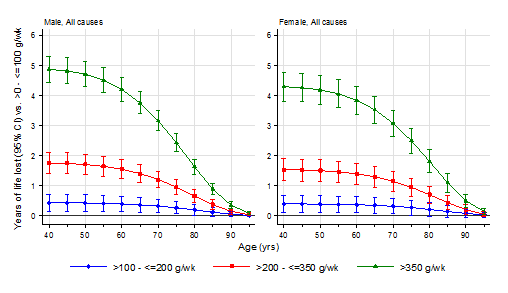 Male, All causes
Female, All causes
Years of life lost (95% CI) vs. >0 - <=100 g/wk
6
5
4
3
2
1
0
6
5
4
3
2
1
0
40 50 60 70 80 90
40 50 60 70 80 90
Age (yrs)
>100 - <=200 g/wk >200 - <=350 g/wk >350 g/wk